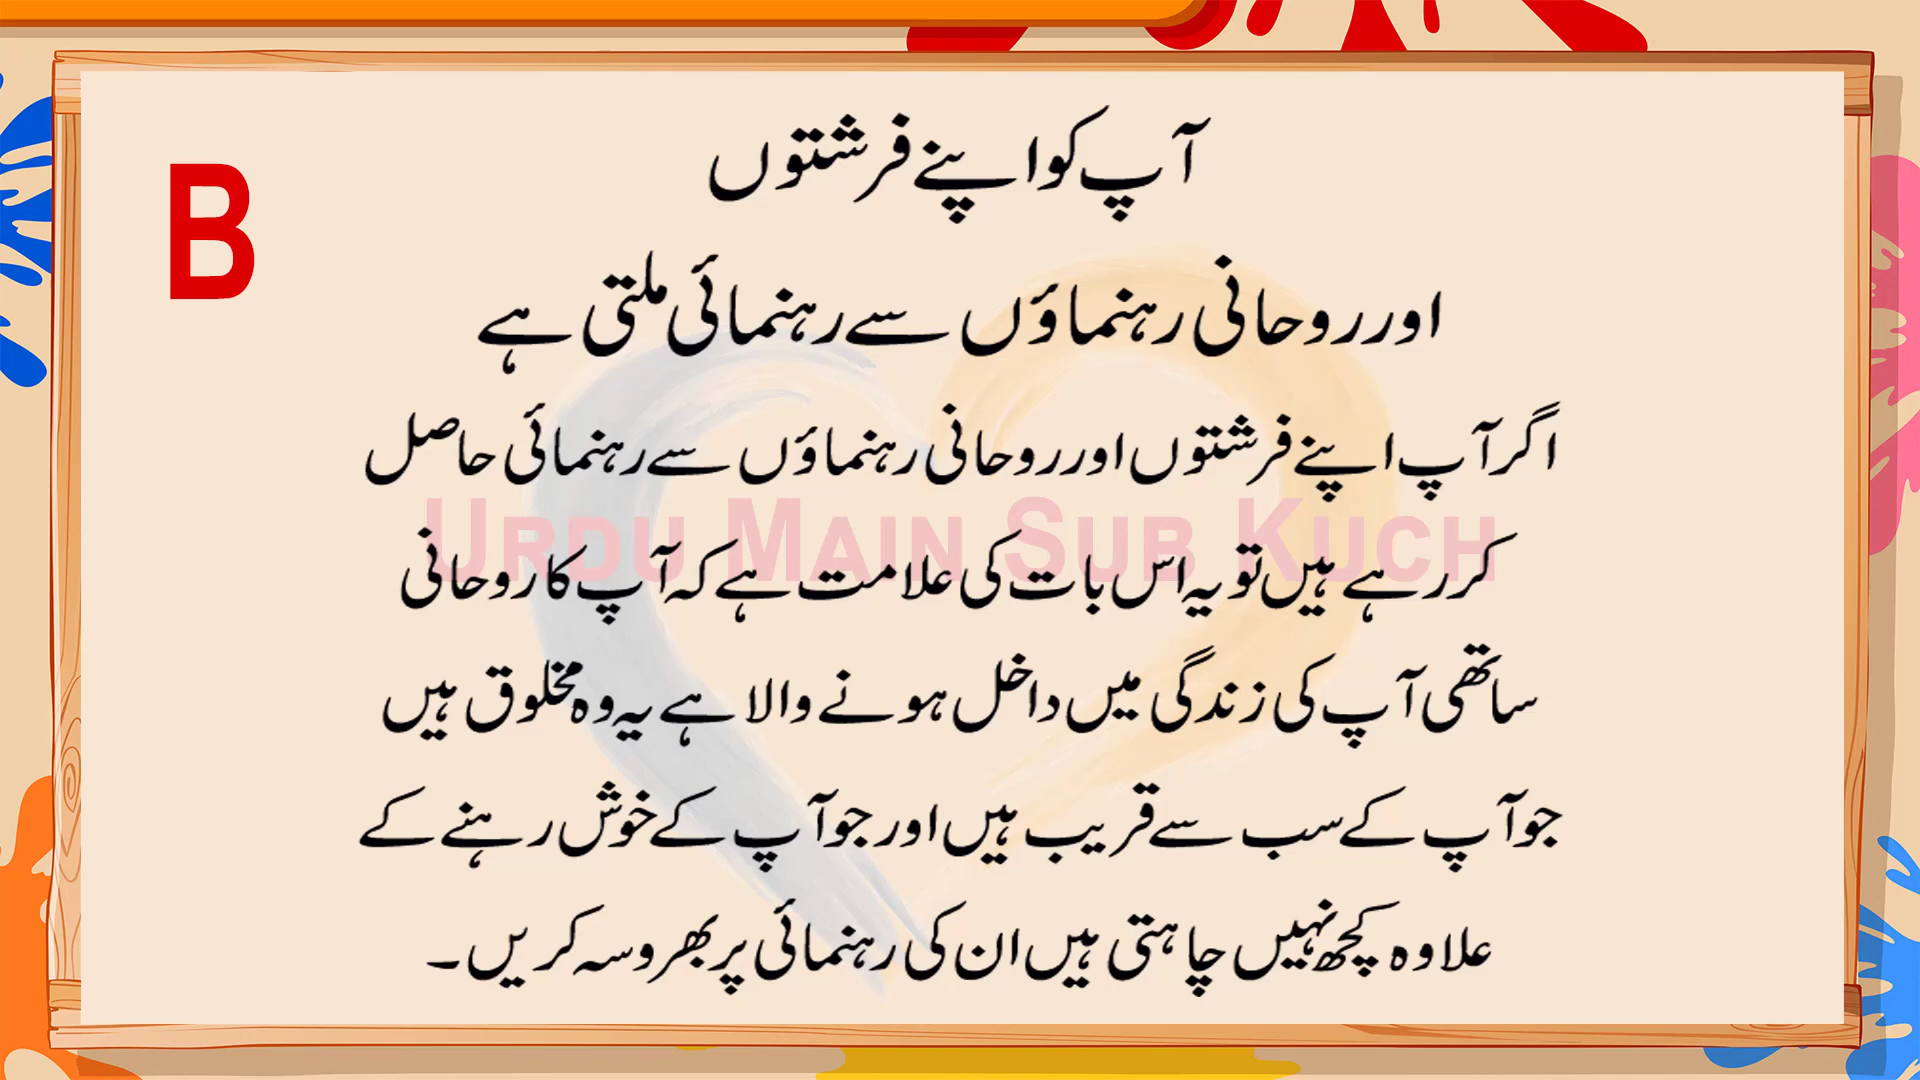 B
آپ کو اپنے فرشتوں
اور روحانی رہنماؤں سے رہنمائی ملتی ہے
اگر آپ اپنے فرشتوں اور روحانی رہنماؤں سے رہنمائی حاصل
Urdu Main Sub Kuch
کر رہے ہیں تو یہ اس بات کی علامت ہے کہ آپ کا روحانی
ساتھی آپ کی زندگی میں داخل ہونے والا ہے یہ وہ مخلوق ہیں
جو آپ کے سب سے قریب ہیں اور جو آپ کے خوش رہنے کے
علاوہ کچھ نہیں چاہتی ہیں ان کی رہنمائی پر بھروسہ کریں۔